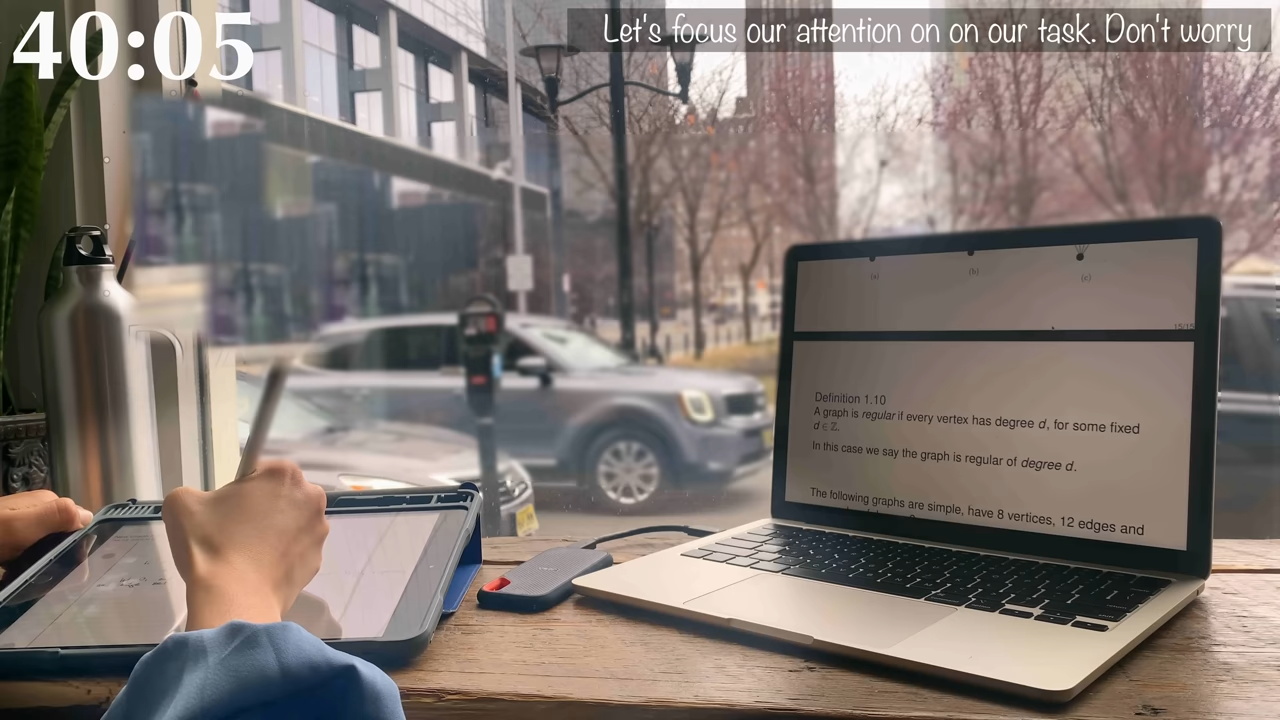 40:05
Let's focus our attention on on our task. Don't worry
(a)
(b)
(c)
15/15
Definition 1.10
A graph is regular if every vertex has degree d, for some fixed
d ∈ ℤ.
In this case we say the graph is regular of degree d.
The following graphs are simple, have 8 vertices, 12 edges and